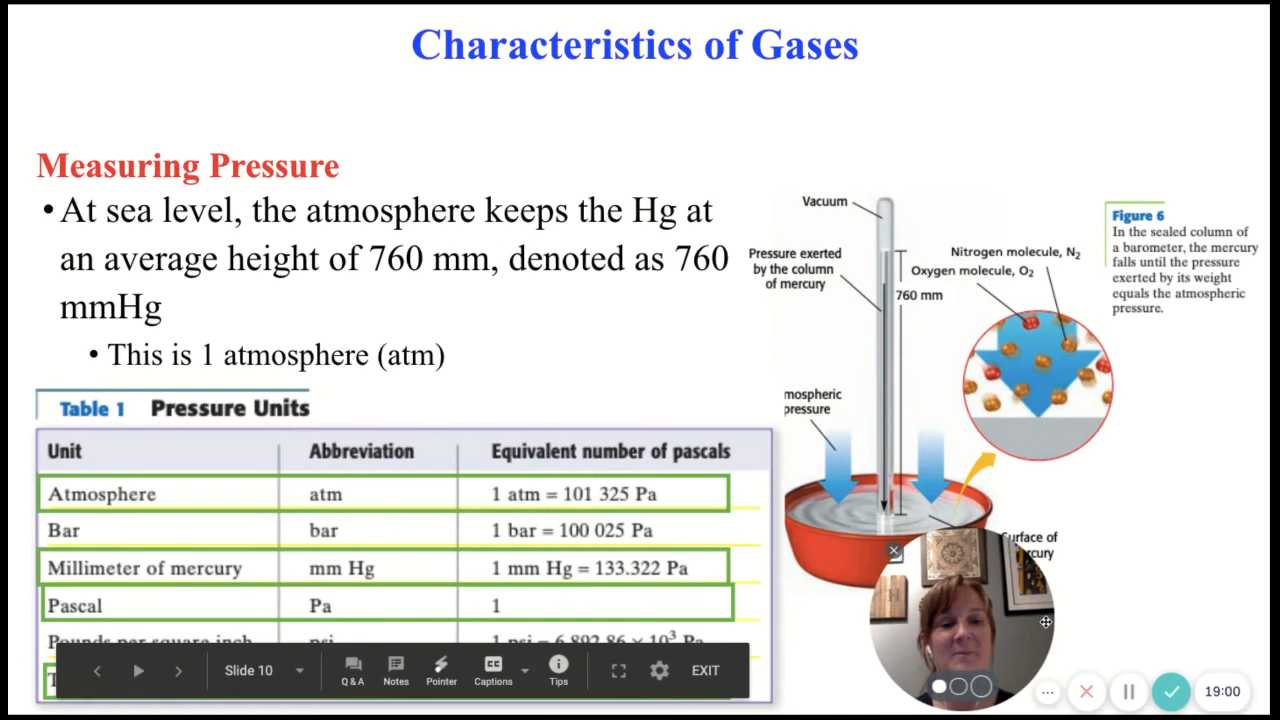 Characteristics of Gases
Measuring Pressure
• At sea level, the atmosphere keeps the Hg at
an average height of 760 mm, denoted as 760
mmHg
• This is 1 atmosphere (atm)
Table 1 Pressure Units
Unit Abbreviation Equivalent number of pascals
Atmosphere atm 1 atm = 101 325 Pa
Bar bar 1 bar = 100 025 Pa
Millimeter of mercury mm Hg 1 mm Hg = 133.322 Pa
Pascal Pa 1
Pounds per square inch psi 1 psi = 6.892 86 × 10³ Pa
Vacuum
Pressure exerted
by the column
of mercury
760 mm
Nitrogen molecule, N₂
Oxygen molecule, O₂
mospheric
pressure
Surface of
rcury
Figure 6
In the sealed column of
a barometer, the mercury
falls until the pressure
exerted by its weight
equals the atmospheric
pressure.
Slide 10
Q & A
Notes
Pointer
CC
Captions
Tips
EXIT
19:00